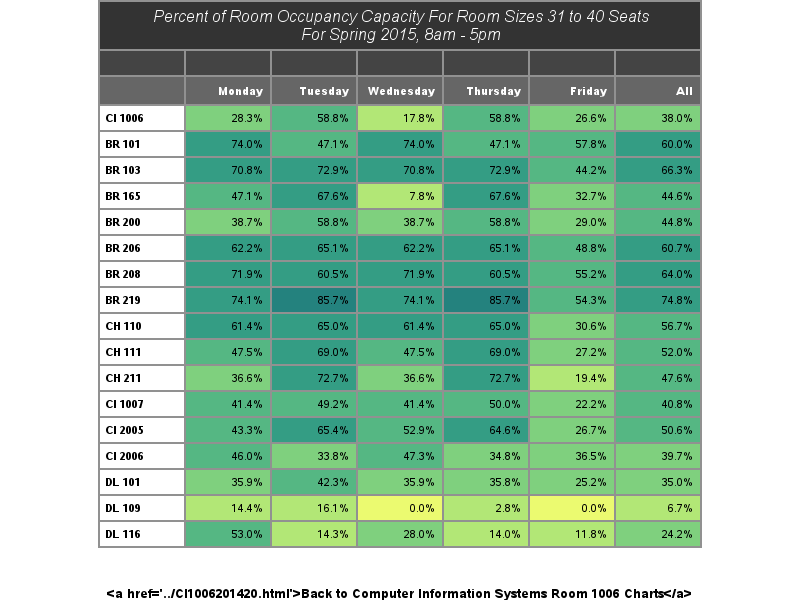 Percent of Room Occupancy Capacity For Room Sizes 31 to 40 Seats
For Spring 2015, 8am - 5pm
Monday Tuesday Wednesday Thursday Friday All
CI 1006 28.3% 58.8% 17.8% 58.8% 26.6% 38.0%
BR 101 74.0% 47.1% 74.0% 47.1% 57.8% 60.0%
BR 103 70.8% 72.9% 70.8% 72.9% 44.2% 66.3%
BR 165 47.1% 67.6% 7.8% 67.6% 32.7% 44.6%
BR 200 38.7% 58.8% 38.7% 58.8% 29.0% 44.8%
BR 206 62.2% 65.1% 62.2% 65.1% 48.8% 60.7%
BR 208 71.9% 60.5% 71.9% 60.5% 55.2% 64.0%
BR 219 74.1% 85.7% 74.1% 85.7% 54.3% 74.8%
CH 110 61.4% 65.0% 61.4% 65.0% 30.6% 56.7%
CH 111 47.5% 69.0% 47.5% 69.0% 27.2% 52.0%
CH 211 36.6% 72.7% 36.6% 72.7% 19.4% 47.6%
CI 1007 41.4% 49.2% 41.4% 50.0% 22.2% 40.8%
CI 2005 43.3% 65.4% 52.9% 64.6% 26.7% 50.6%
CI 2006 46.0% 33.8% 47.3% 34.8% 36.5% 39.7%
DL 101 35.9% 42.3% 35.9% 35.8% 25.2% 35.0%
DL 109 14.4% 16.1% 0.0% 2.8% 0.0% 6.7%
DL 116 53.0% 14.3% 28.0% 14.0% 11.8% 24.2%
<a href='../CI1006201420.html'>Back to Computer Information Systems Room 1006 Charts</a>